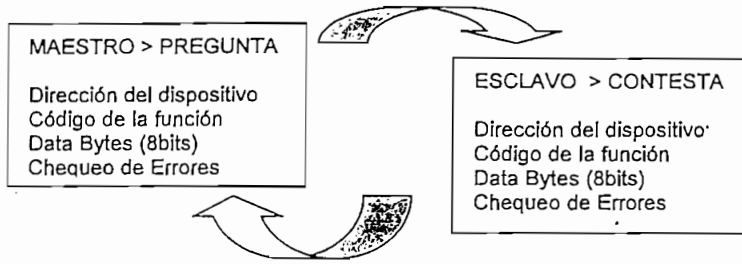 MAESTRO > PREGUNTA
Dirección del dispositivo
Código de la función
Data Bytes (8bits)
Chequeo de Errores
ESCLAVO > CONTESTA
Dirección del dispositivo
Código de la función
Data Bytes (8bits)
Chequeo de Errores